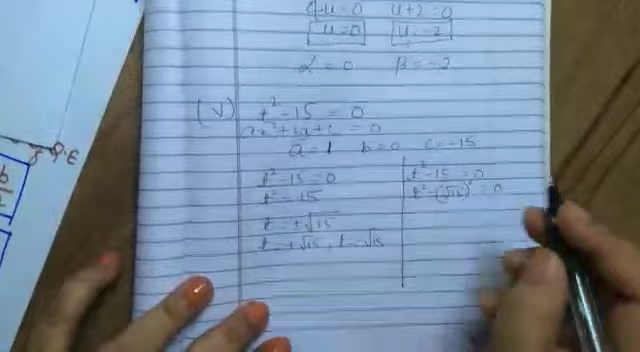 u+2=0
u=0 u=-2
α=0 β=-2
(V) t²-15=0
ax²+bx+c=0
a=1 b=0 c=-15
t²-15=0
t²=15
t=±√15
t=+√15, t=-√15
t²-15=0
t²-(√15)²=0